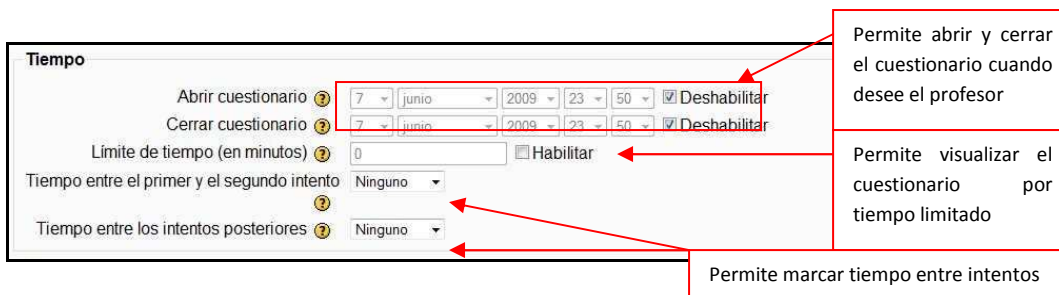 Tiempo
Abrir cuestionario 7 junio 2009 23 50 Deshabilitar
Cerrar cuestionario 7 junio 2009 23 50 Deshabilitar
Límite de tiempo (en minutos) 0 Habilitar
Tiempo entre el primer y el segundo intento Ninguno
Tiempo entre los intentos posteriores Ninguno
Permite abrir y cerrar
el cuestionario cuando
desee el profesor
Permite visualizar el
cuestionario por
tiempo limitado
Permite marcar tiempo entre intentos